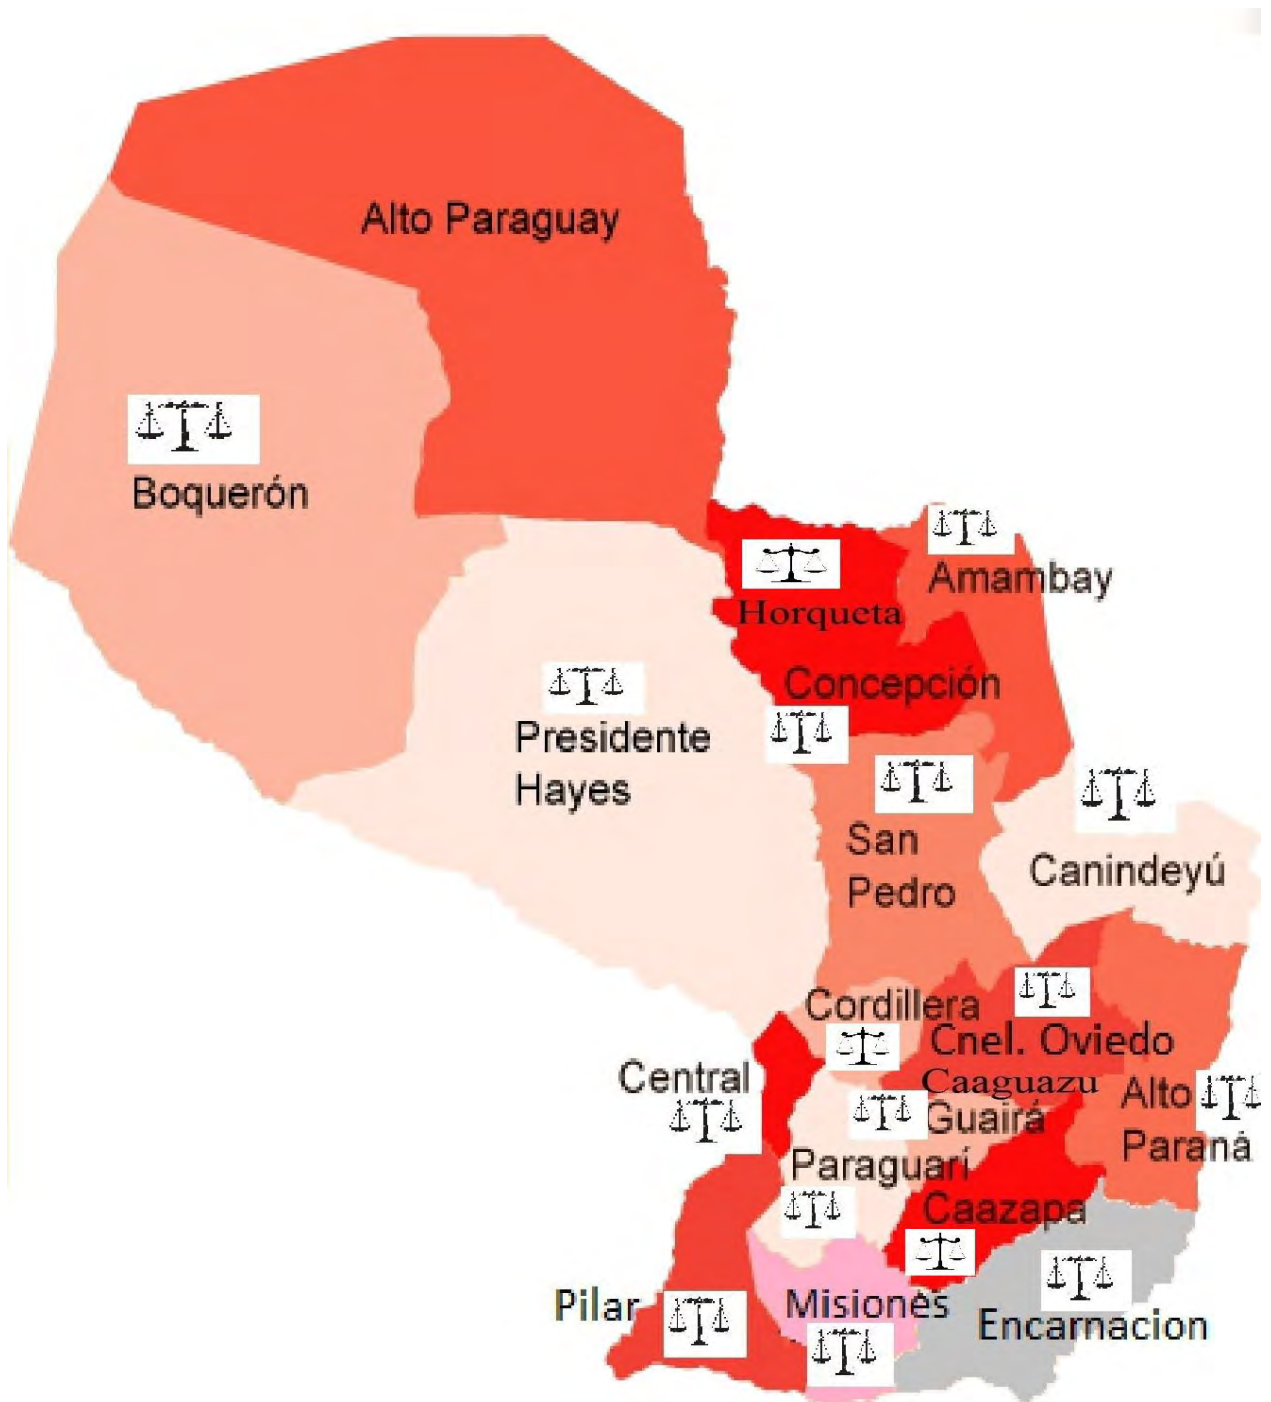 Alto Paraguay
Boquerón
Amambay
Horqueta
Concepción
Presidente
Hayes
San
Pedro
Canindeyú
Cordillera
Cnel. Oviedo
Central
Caaguazu
Alto
Paraná
Guairá
Paraguarí
Caazapa
Pilar
Misiones
Encarnacion